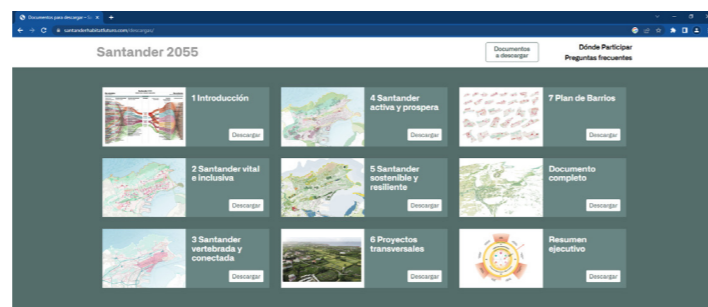 Documentos para descargar – S
santanderhabitatfuturo.com/descargas/
Santander 2055
Documentos
a descargar
Dónde Participar
Preguntas frecuentes
1 Introducción
Descargar
4 Santander
activa y prospera
Descargar
7 Plan de Barrios
Descargar
2 Santander vital
e inclusiva
Descargar
5 Santander
sostenible y
resiliente
Descargar
Documento
completo
Descargar
3 Santander
vertebrada y
conectada
Descargar
6 Proyectos
transversales
Descargar
Resumen
ejecutivo
Descargar